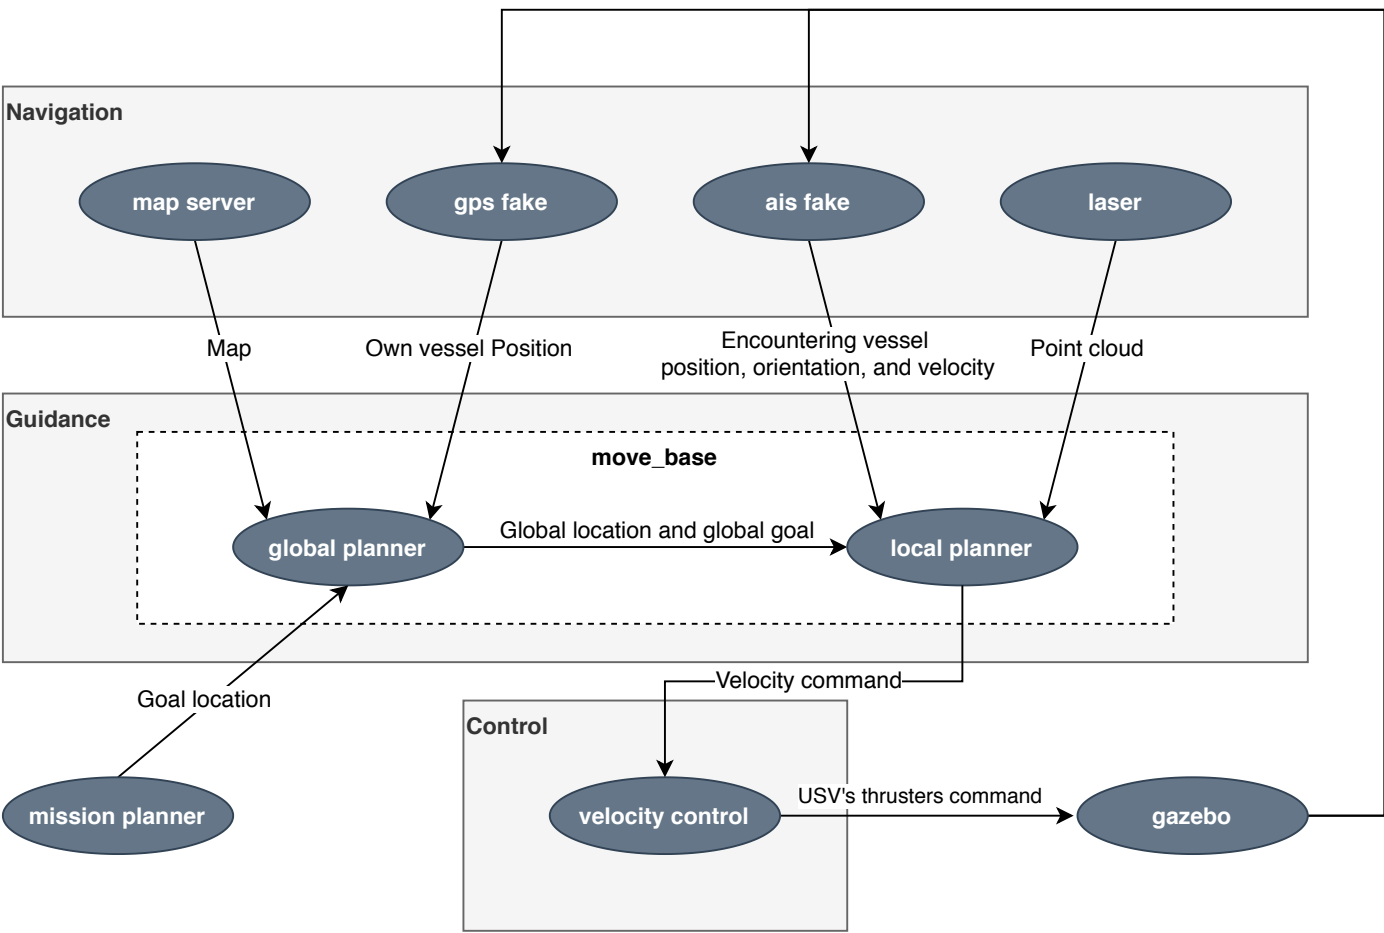 Navigation
map server
gps fake
ais fake
laser
Map
Own vessel Position
Encountering vessel
position, orientation, and velocity
Point cloud
Guidance
move_base
Global location and global goal
global planner
local planner
Goal location
Velocity command
Control
mission planner
velocity control
USV's thrusters command
gazebo